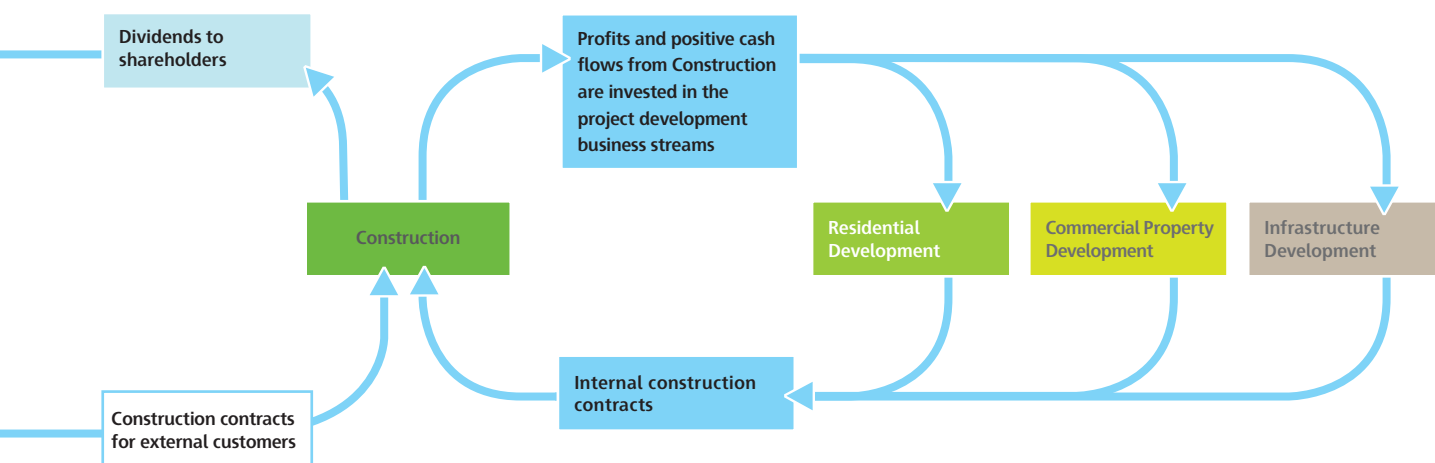 Dividends to
shareholders
Profits and positive cash
flows from Construction
are invested in the
project development
business streams
Construction
Residential
Development
Commercial Property
Development
Infrastructure
Development
Internal construction
contracts
Construction contracts
for external customers